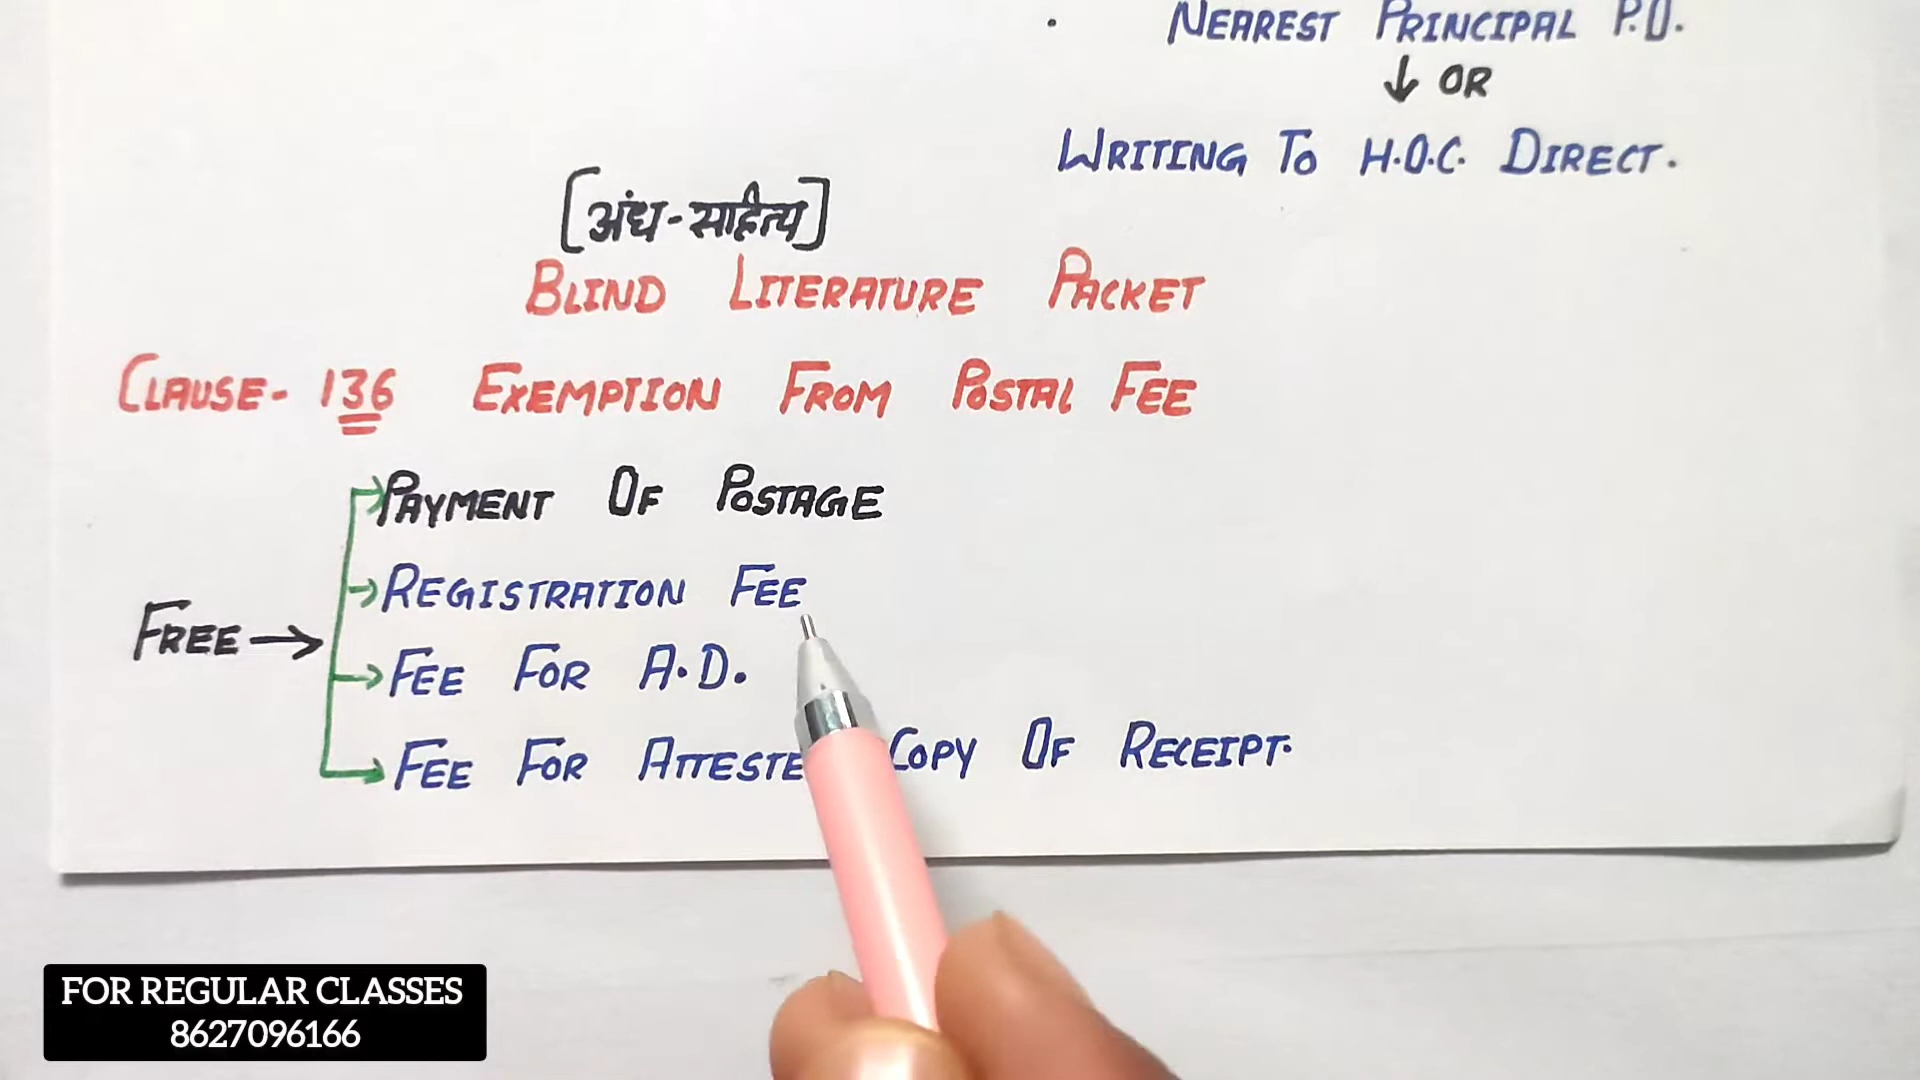 NEAREST PRINCIPAL P.O.
↓ OR
WRITING TO H.O.C. DIRECT.
[अंध-साहित्य]
BLIND LITERATURE PACKET
CLAUSE-136 EXEMPTION FROM POSTAL FEE
PAYMENT OF POSTAGE
REGISTRATION FEE
FREE→
FEE FOR A.D.
FEE FOR ATTESTE COPY OF RECEIPT.
FOR REGULAR CLASSES
8627096166